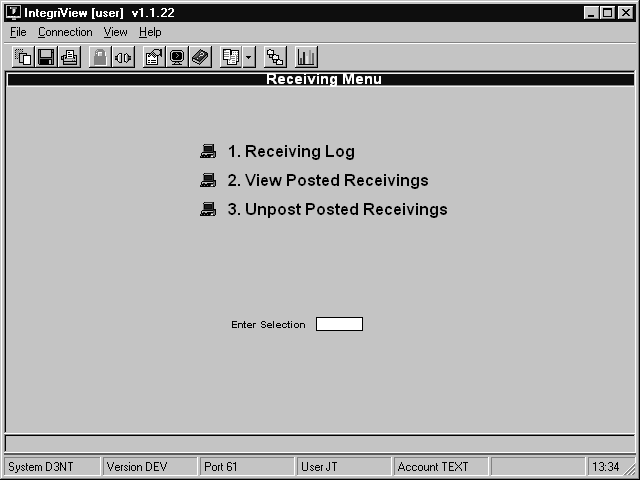 IntegriView [user] v1.1.22
File Connection View Help
Receiving Menu
1. Receiving Log
2. View Posted Receivings
3. Unpost Posted Receivings
Enter Selection
System D3NT Version DEV Port 61 User JT Account TEXT 13:34